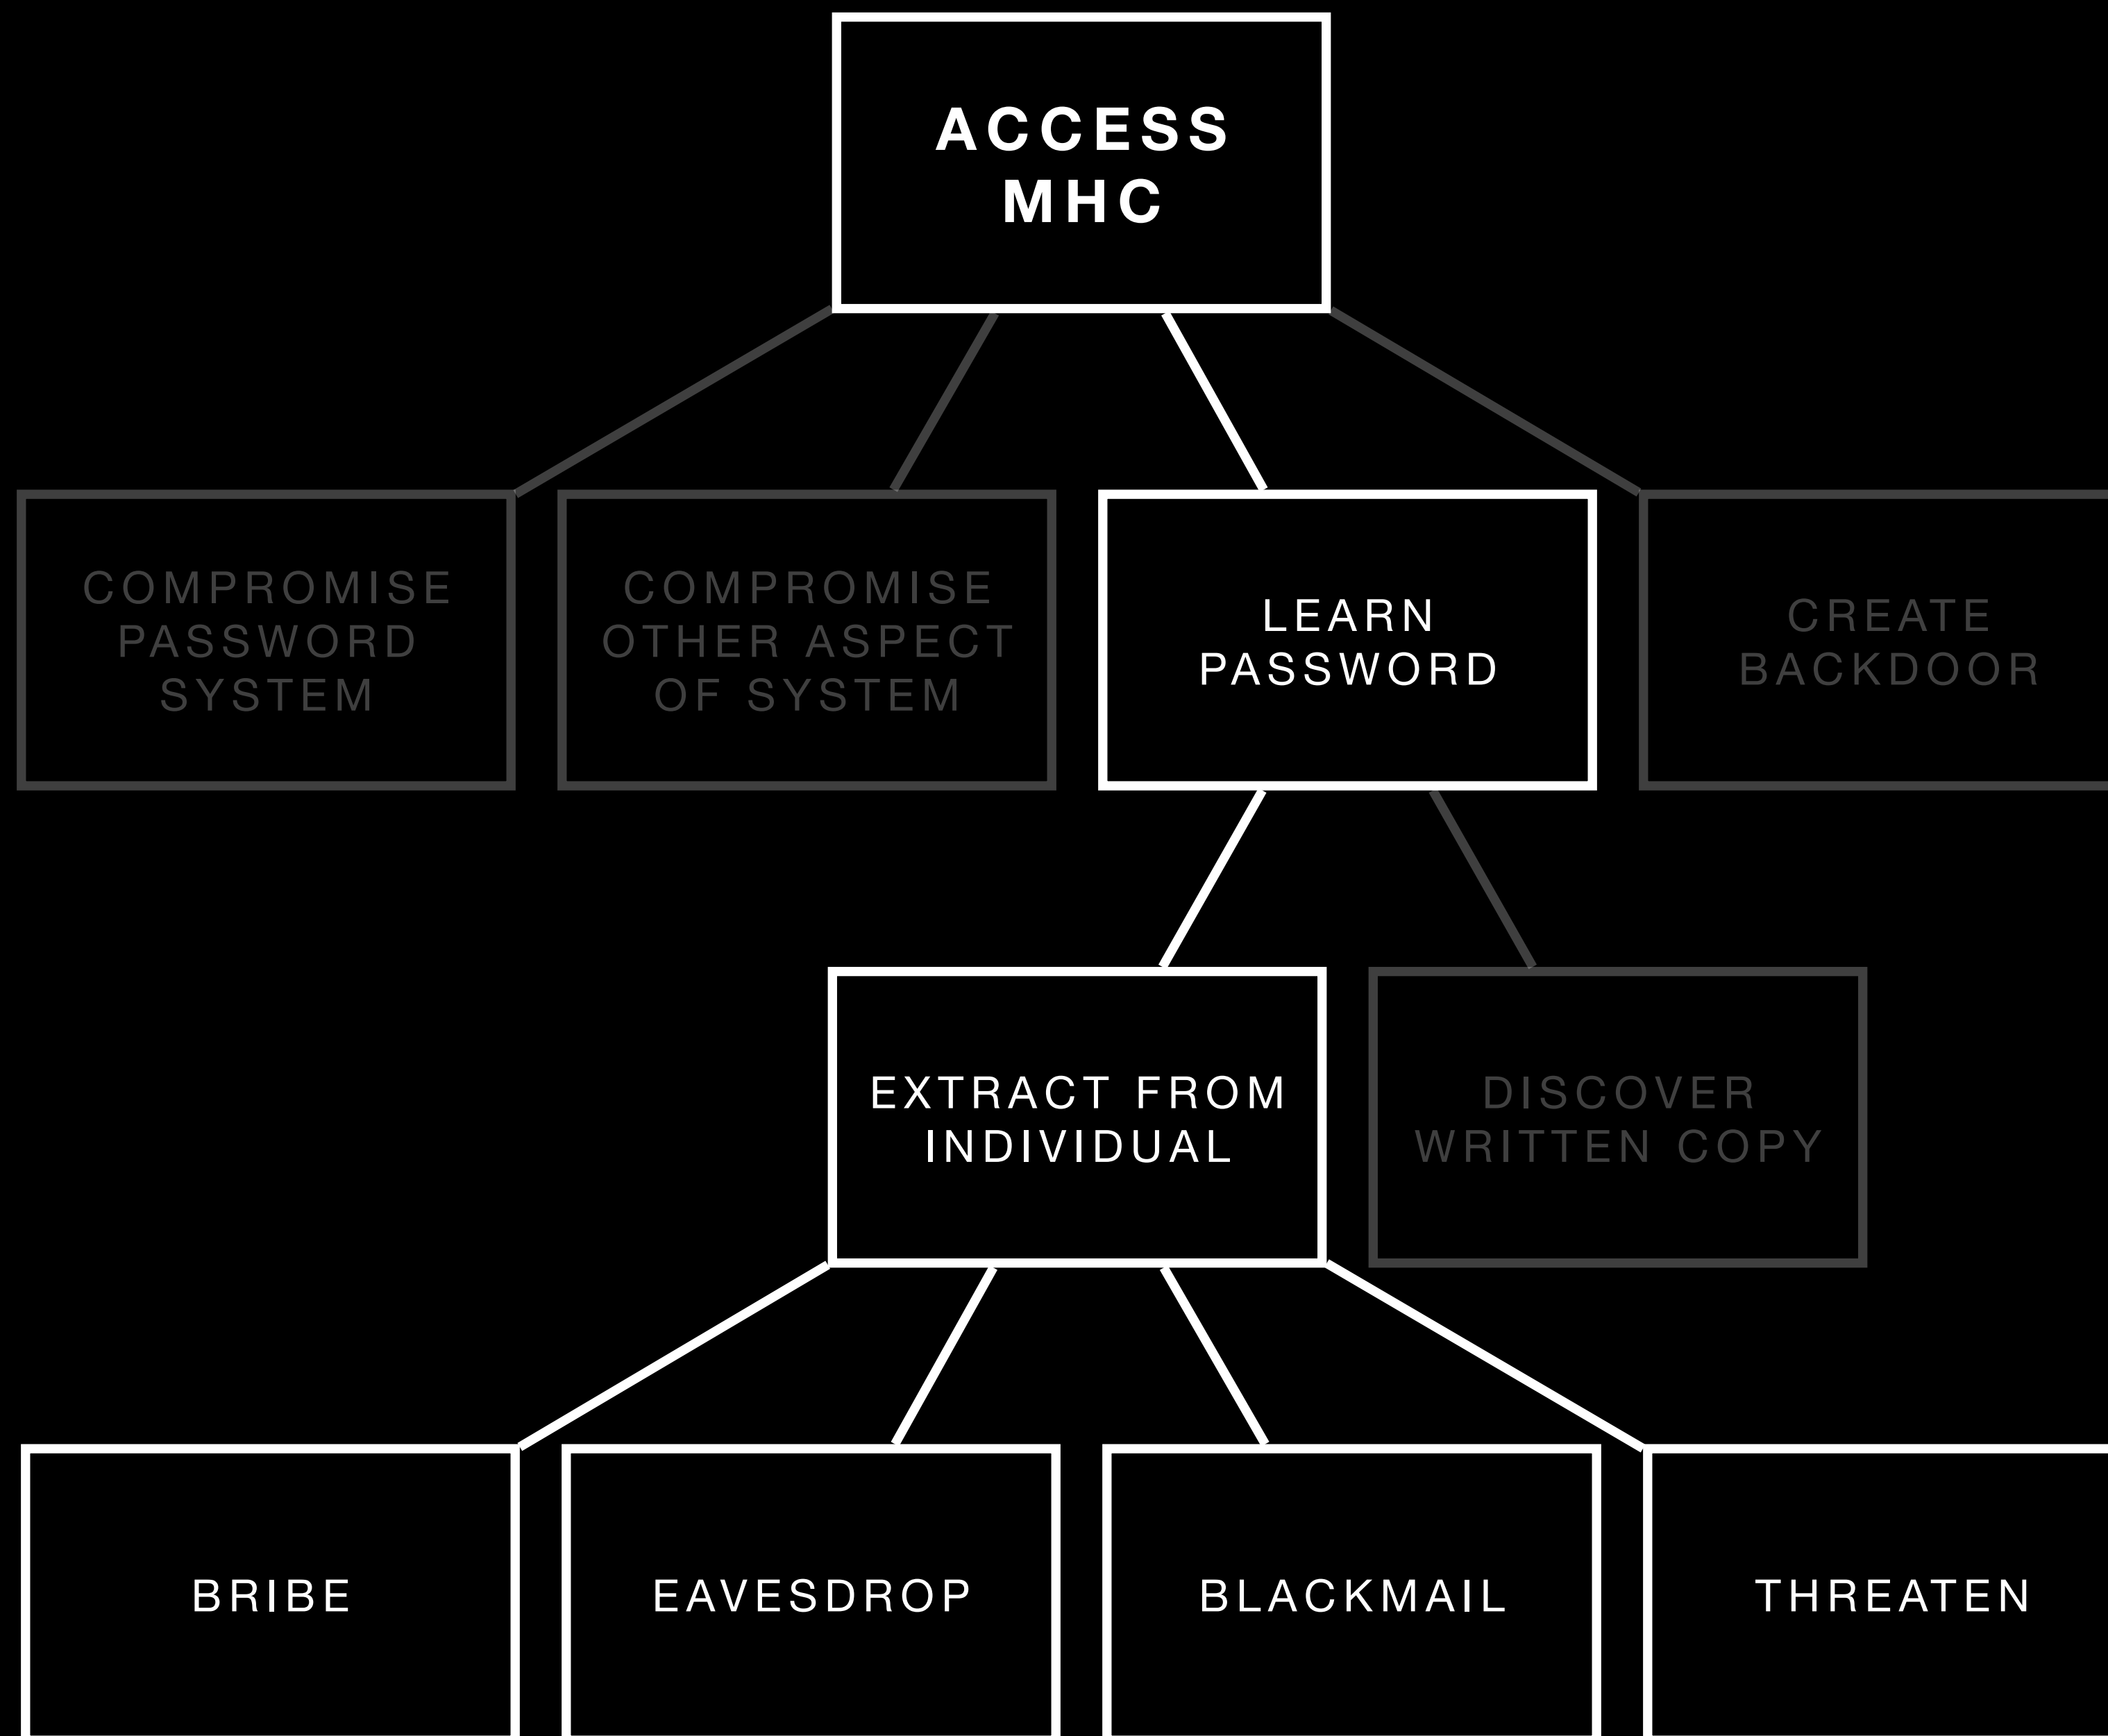 ACCESS
MHC
COMPROMISE
PASSWORD
SYSTEM
COMPROMISE
OTHER ASPECT
OF SYSTEM
LEARN
PASSWORD
CREATE
BACKDOOR
EXTRACT FROM
INDIVIDUAL
DISCOVER
WRITTEN COPY
BRIBE
EAVESDROP
BLACKMAIL
THREATEN